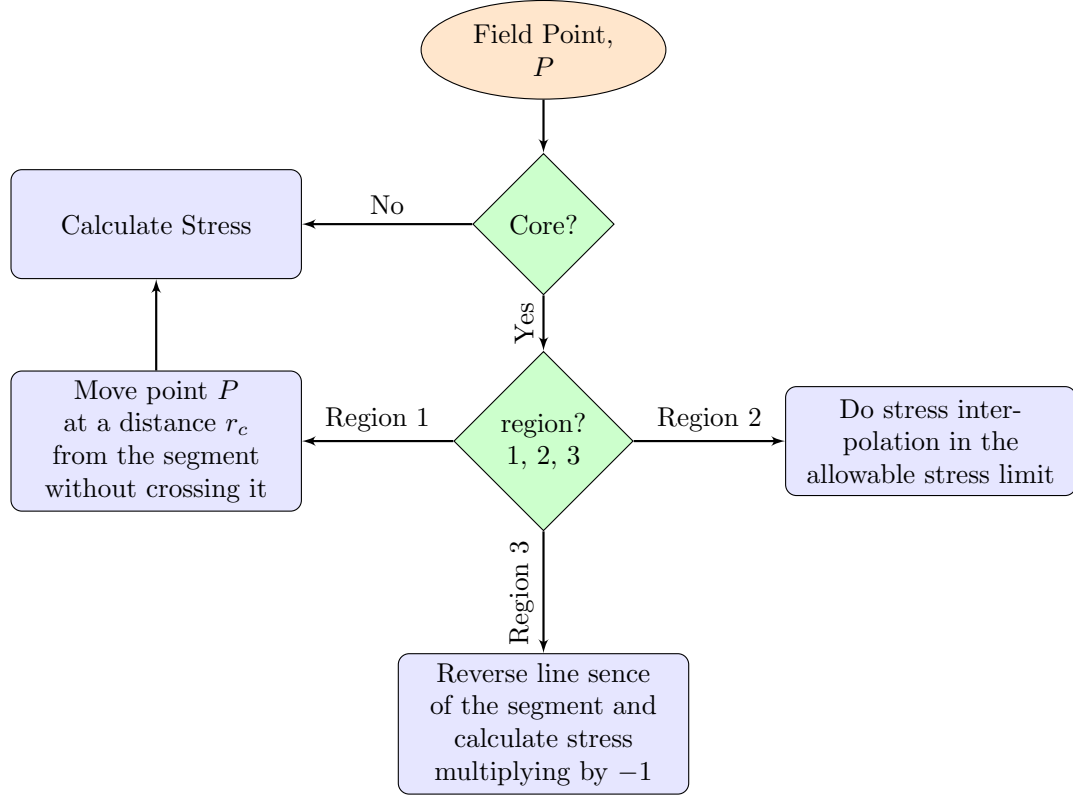 Field Point,
P
Core?
No
Calculate Stress
Yes
region?
1, 2, 3
Region 1
Move point P
at a distance r_c
from the segment
without crossing it
Region 2
Do stress inter-
polation in the
allowable stress limit
Region 3
Reverse line sence
of the segment and
calculate stress
multiplying by −1